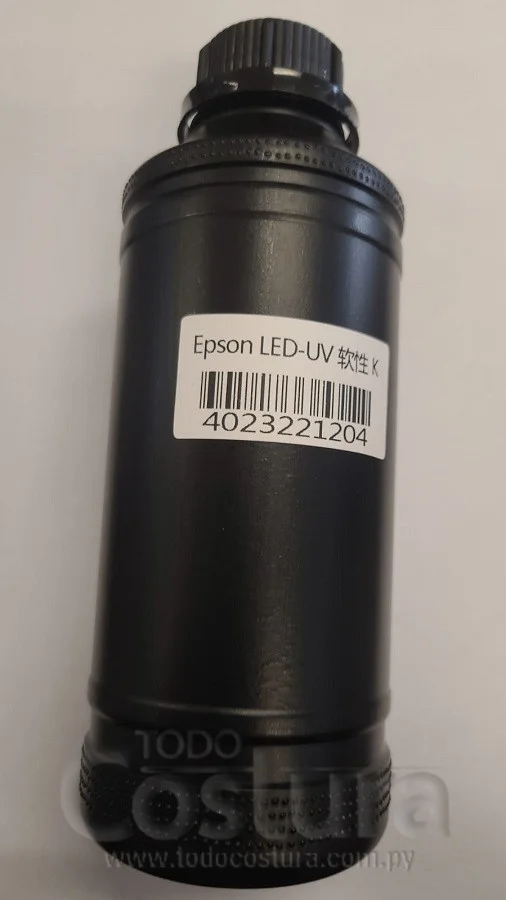 Epson LED-UV 软性 K
4023221204
TODO
Costura
www.todocostura.com.py